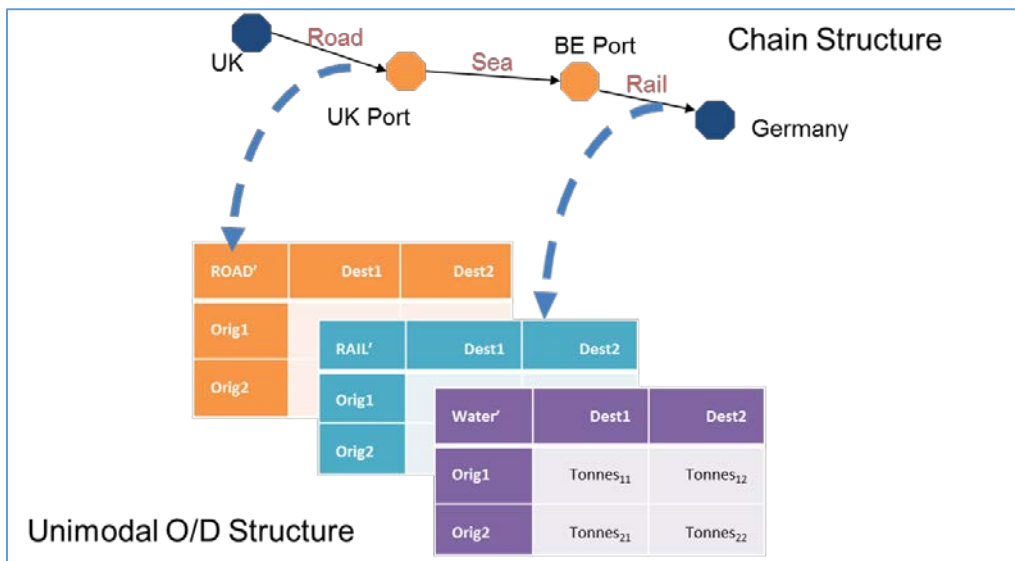 Chain Structure
UK
Road
UK Port
Sea
BE Port
Rail
Germany
ROAD' Dest1 Dest2
Orig1
Orig2
RAIL' Dest1 Dest2
Orig1
Orig2
Water' Dest1 Dest2
Orig1 Tonnes₁₁ Tonnes₁₂
Orig2 Tonnes₂₁ Tonnes₂₂
Unimodal O/D Structure